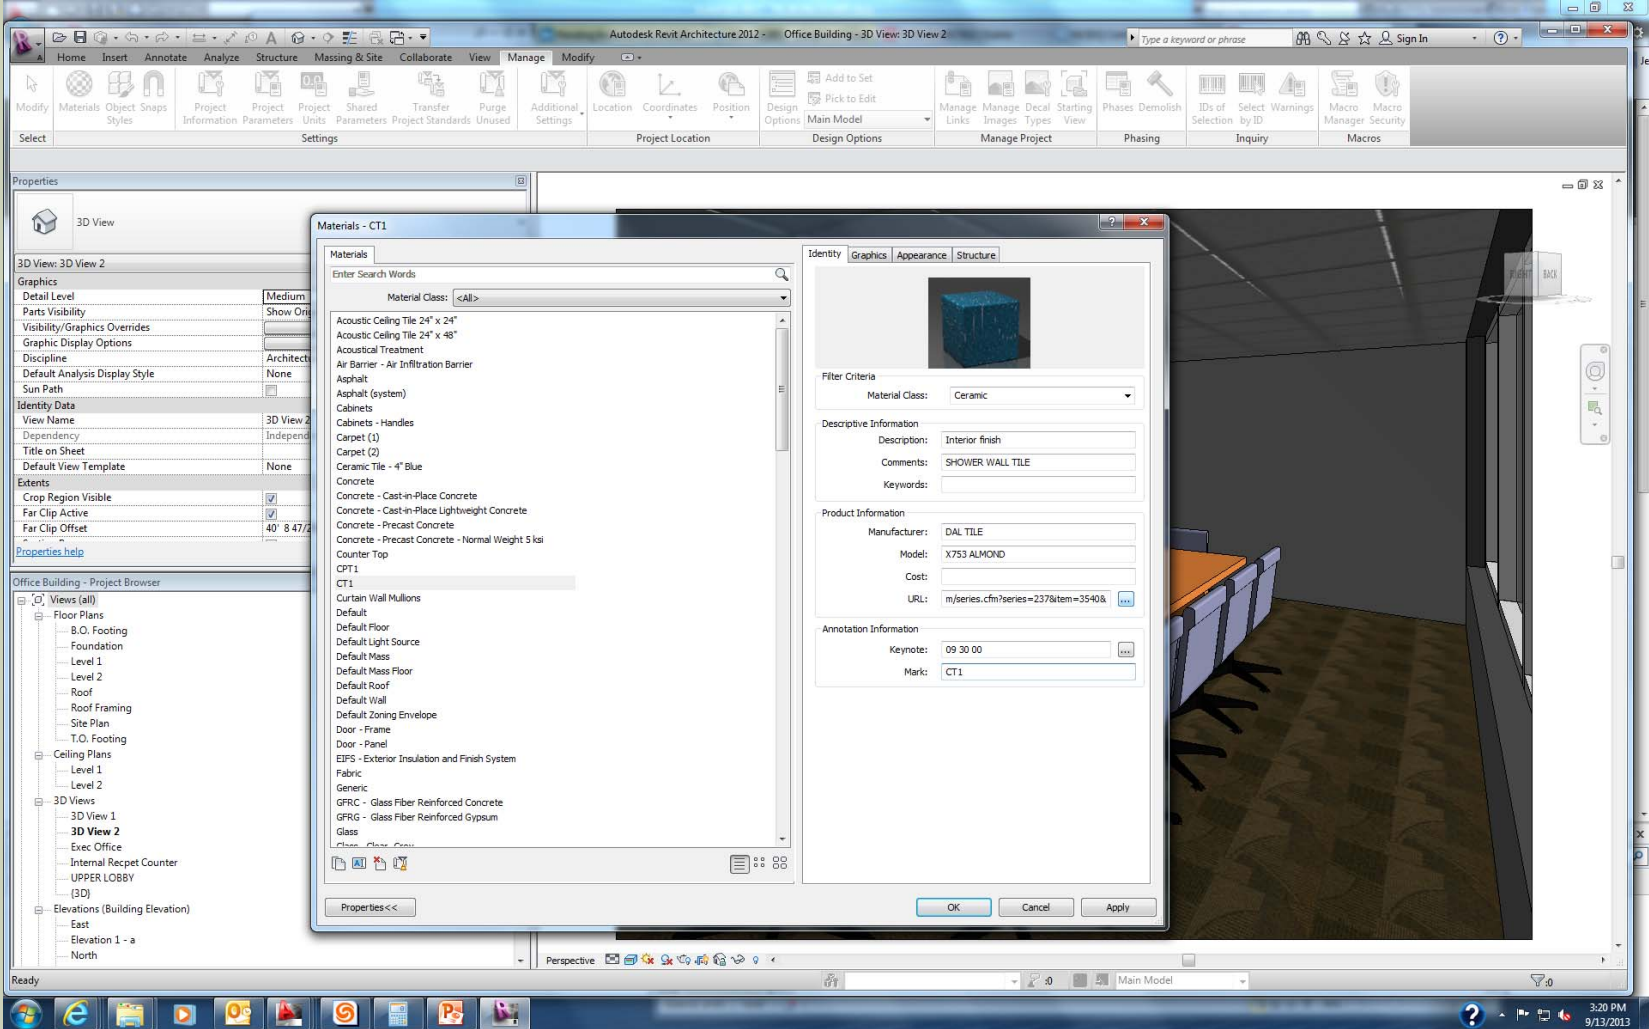 Autodesk Revit Architecture 2012 -    Office Building - 3D View: 3D View 2
Type a keyword or phrase
Sign In
Home Insert Annotate Analyze Structure Massing & Site Collaborate View Manage Modify
Modify
Materials
Object Styles
Snaps
Project Information
Project Parameters
Project Units
Shared Parameters
Transfer Project Standards
Purge Unused
Additional Settings
Location
Coordinates
Position
Design Options
Add to Set
Pick to Edit
Main Model
Manage Links
Manage Images
Decal Types
Starting View
Phases
Demolish
IDs of Selection
Select by ID
Warnings
Macro Manager
Macro Security
Select
Settings
Project Location
Design Options
Manage Project
Phasing
Inquiry
Macros
Properties
3D View
3D View: 3D View 2
Graphics
Detail Level Medium
Parts Visibility Show Orig
Visibility/Graphics Overrides
Graphic Display Options
Discipline Architectu
Default Analysis Display Style None
Sun Path
Identity Data
View Name 3D View 2
Dependency Independ
Title on Sheet
Default View Template None
Extents
Crop Region Visible
Far Clip Active
Far Clip Offset 40' 8 47/2
Properties help
Office Building - Project Browser
Views (all)
Floor Plans
B.O. Footing
Foundation
Level 1
Level 2
Roof
Roof Framing
Site Plan
T.O. Footing
Ceiling Plans
Level 1
Level 2
3D Views
3D View 1
3D View 2
Exec Office
Internal Recpet Counter
UPPER LOBBY
{3D}
Elevations (Building Elevation)
East
Elevation 1 - a
North
Materials - CT1
Materials
Enter Search Words
Material Class: <All>
Acoustic Ceiling Tile 24" x 24"
Acoustic Ceiling Tile 24" x 48"
Acoustical Treatment
Air Barrier - Air Infiltration Barrier
Asphalt
Asphalt (system)
Cabinets
Cabinets - Handles
Carpet (1)
Carpet (2)
Ceramic Tile - 4" Blue
Concrete
Concrete - Cast-in-Place Concrete
Concrete - Cast-in-Place Lightweight Concrete
Concrete - Precast Concrete
Concrete - Precast Concrete - Normal Weight 5 ksi
Counter Top
CPT1
CT1
Curtain Wall Mullions
Default
Default Floor
Default Light Source
Default Mass
Default Mass Floor
Default Roof
Default Wall
Default Zoning Envelope
Door - Frame
Door - Panel
EIFS - Exterior Insulation and Finish System
Fabric
Generic
GFRC - Glass Fiber Reinforced Concrete
GFRG - Glass Fiber Reinforced Gypsum
Glass
Properties<<
Identity Graphics Appearance Structure
Filter Criteria
Material Class: Ceramic
Descriptive Information
Description: Interior finish
Comments: SHOWER WALL TILE
Keywords:
Product Information
Manufacturer: DAL TILE
Model: X753 ALMOND
Cost:
URL: m/series.cfm?series=237&item=3540&
Annotation Information
Keynote: 09 30 00
Mark: CT1
OK Cancel Apply
BACK
Perspective
Ready
:0
Main Model
:0
3:20 PM
9/13/2013